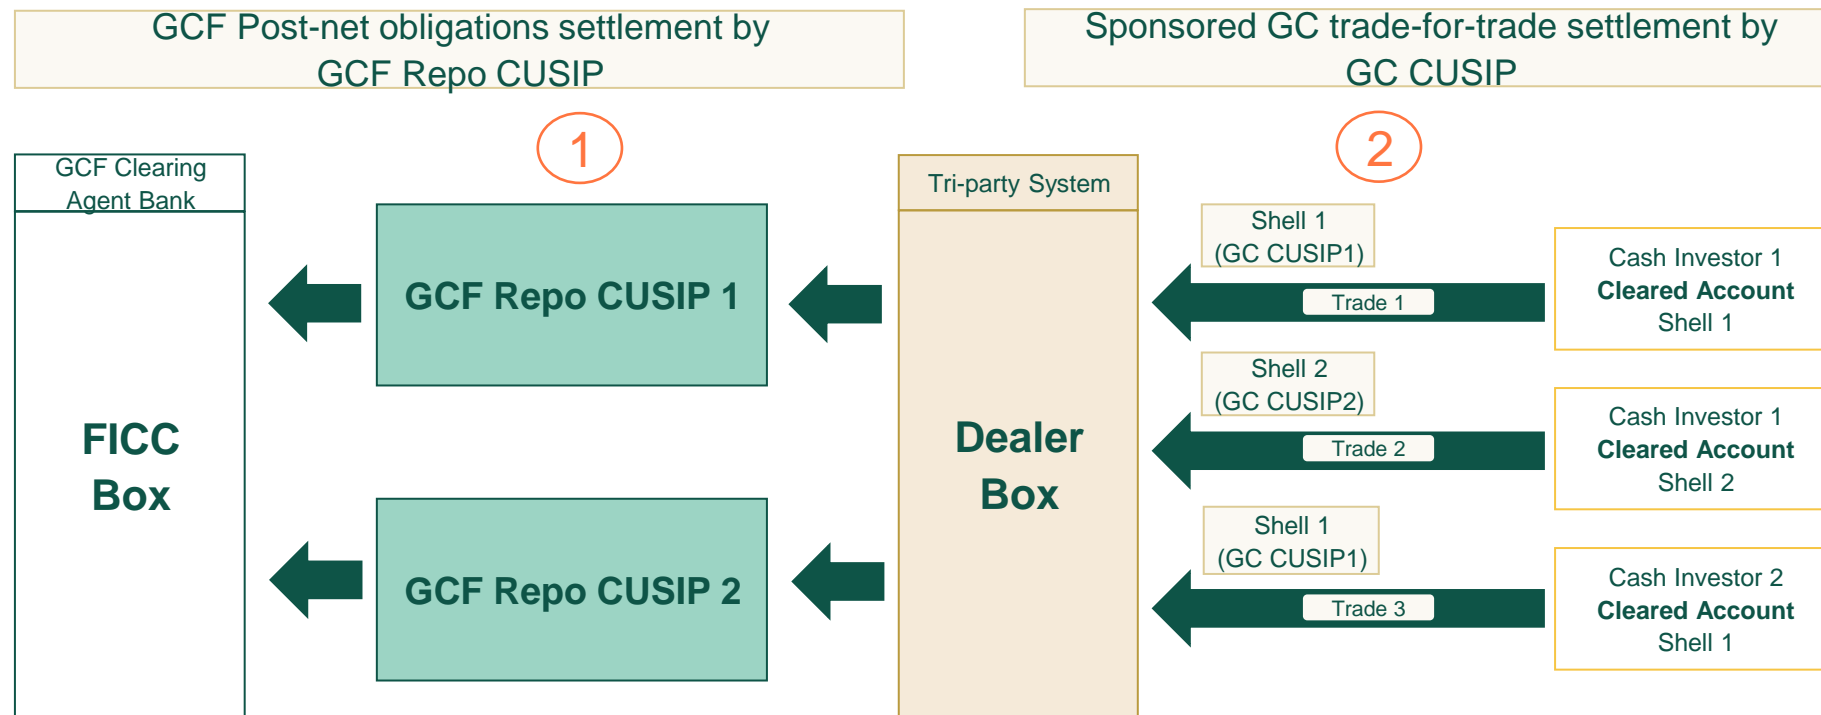 GCF Post-net obligations settlement by
GCF Repo CUSIP
Sponsored GC trade-for-trade settlement by
GC CUSIP
1
2
GCF Clearing
Agent Bank
FICC
Box
GCF Repo CUSIP 1
GCF Repo CUSIP 2
Tri-party System
Dealer
Box
Shell 1
(GC CUSIP1)
Trade 1
Cash Investor 1
Cleared Account
Shell 1
Shell 2
(GC CUSIP2)
Trade 2
Cash Investor 1
Cleared Account
Shell 2
Shell 1
(GC CUSIP1)
Trade 3
Cash Investor 2
Cleared Account
Shell 1